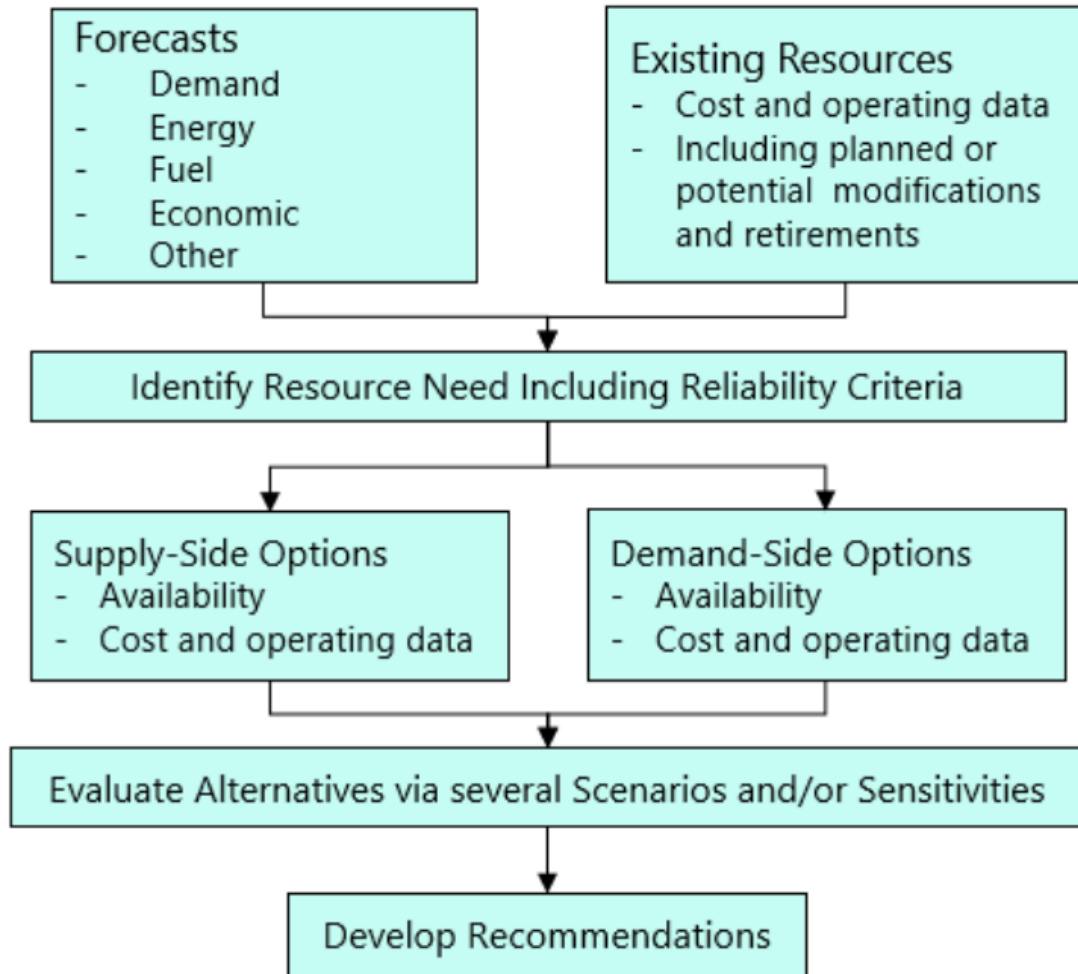 Forecasts
- Demand
- Energy
- Fuel
- Economic
- Other
Existing Resources
- Cost and operating data
- Including planned or
potential modifications
and retirements
Identify Resource Need Including Reliability Criteria
Supply-Side Options
- Availability
- Cost and operating data
Demand-Side Options
- Availability
- Cost and operating data
Evaluate Alternatives via several Scenarios and/or Sensitivities
Develop Recommendations